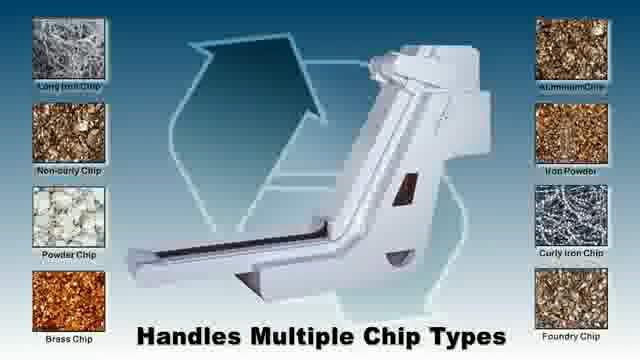 Long Iron Chip
Non-curly Chip
Powder Chip
Brass Chip
Aluminum Chip
Iron Powder
Curly Iron Chip
Foundry Chip
Handles Multiple Chip Types